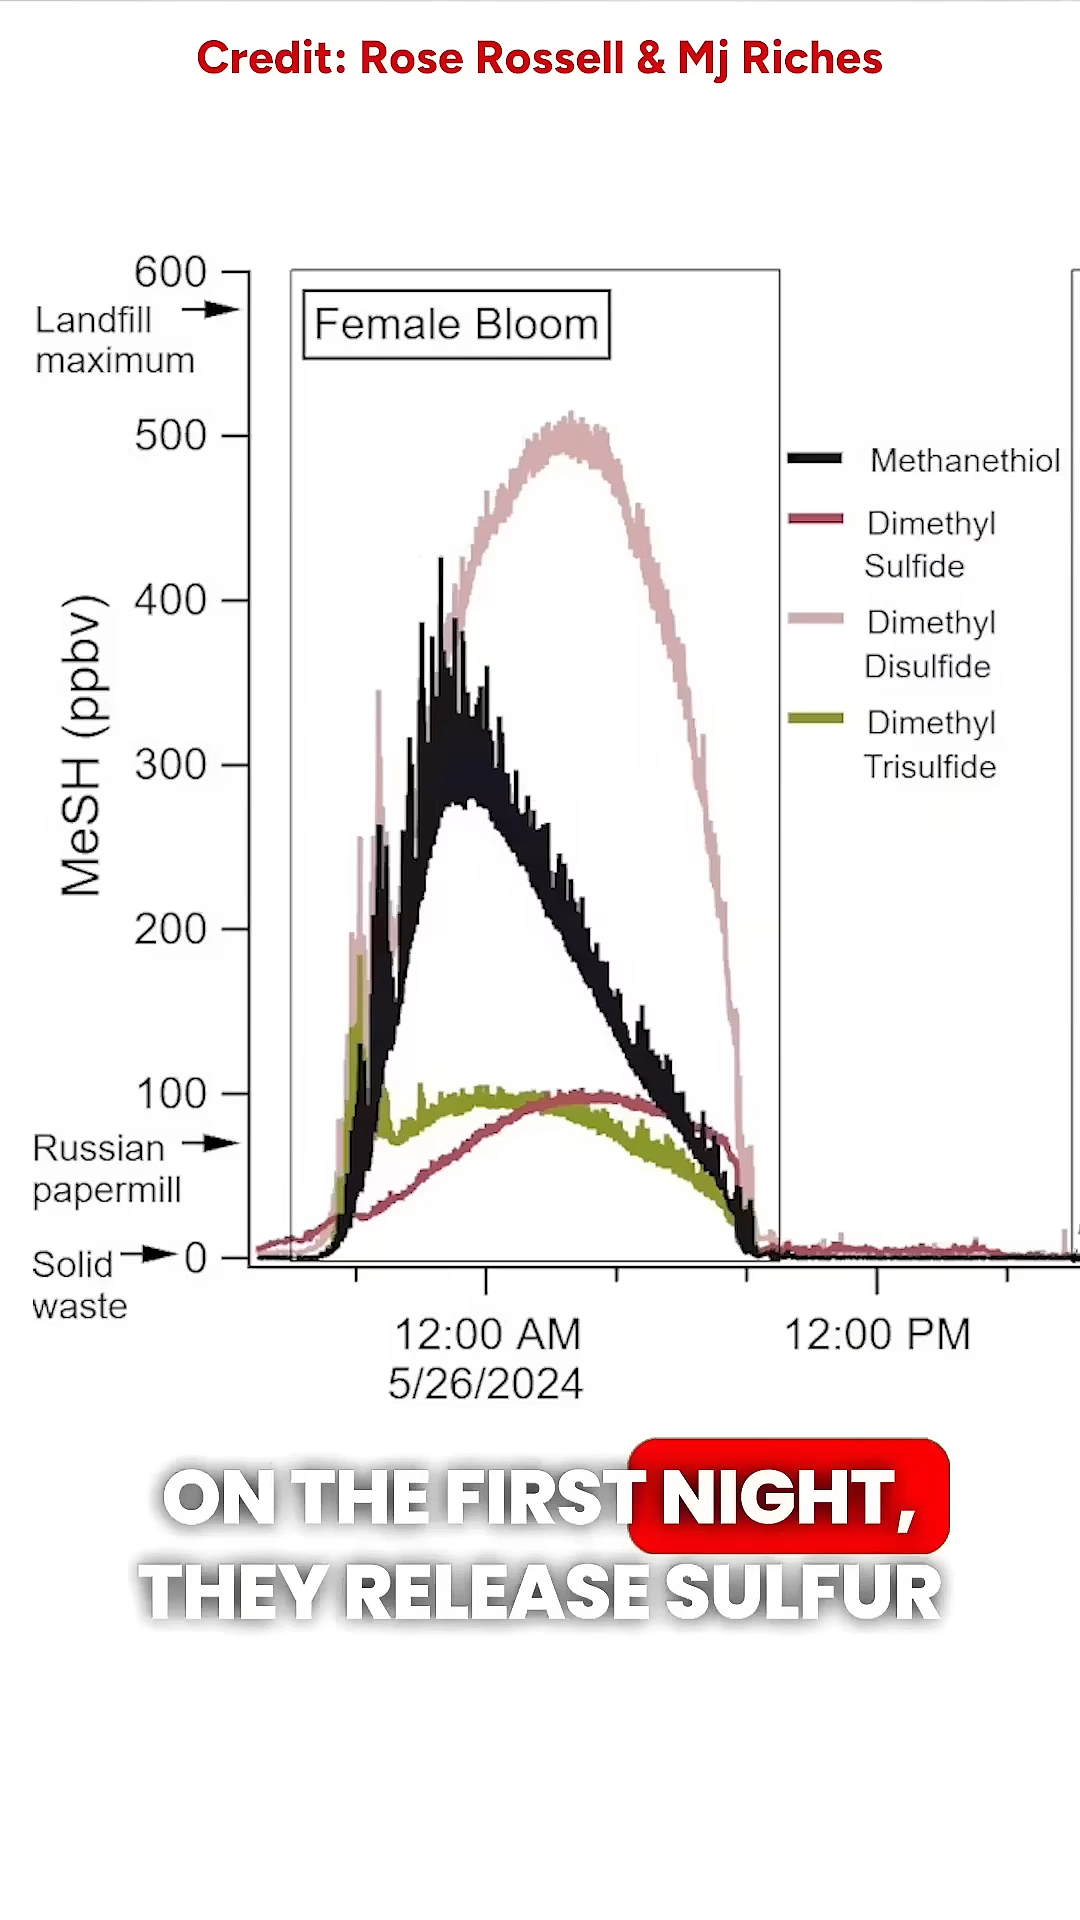 Credit: Rose Rossell & Mj Riches
600
Landfill
maximum
Female Bloom
500
Methanethiol
Dimethyl
Sulfide
400
Dimethyl
Disulfide
Dimethyl
Trisulfide
300
MeSH (ppbv)
200
100
Russian
papermill
0
Solid
waste
12:00 AM
12:00 PM
5/26/2024
ON THE FIRST NIGHT,
THEY RELEASE SULFUR